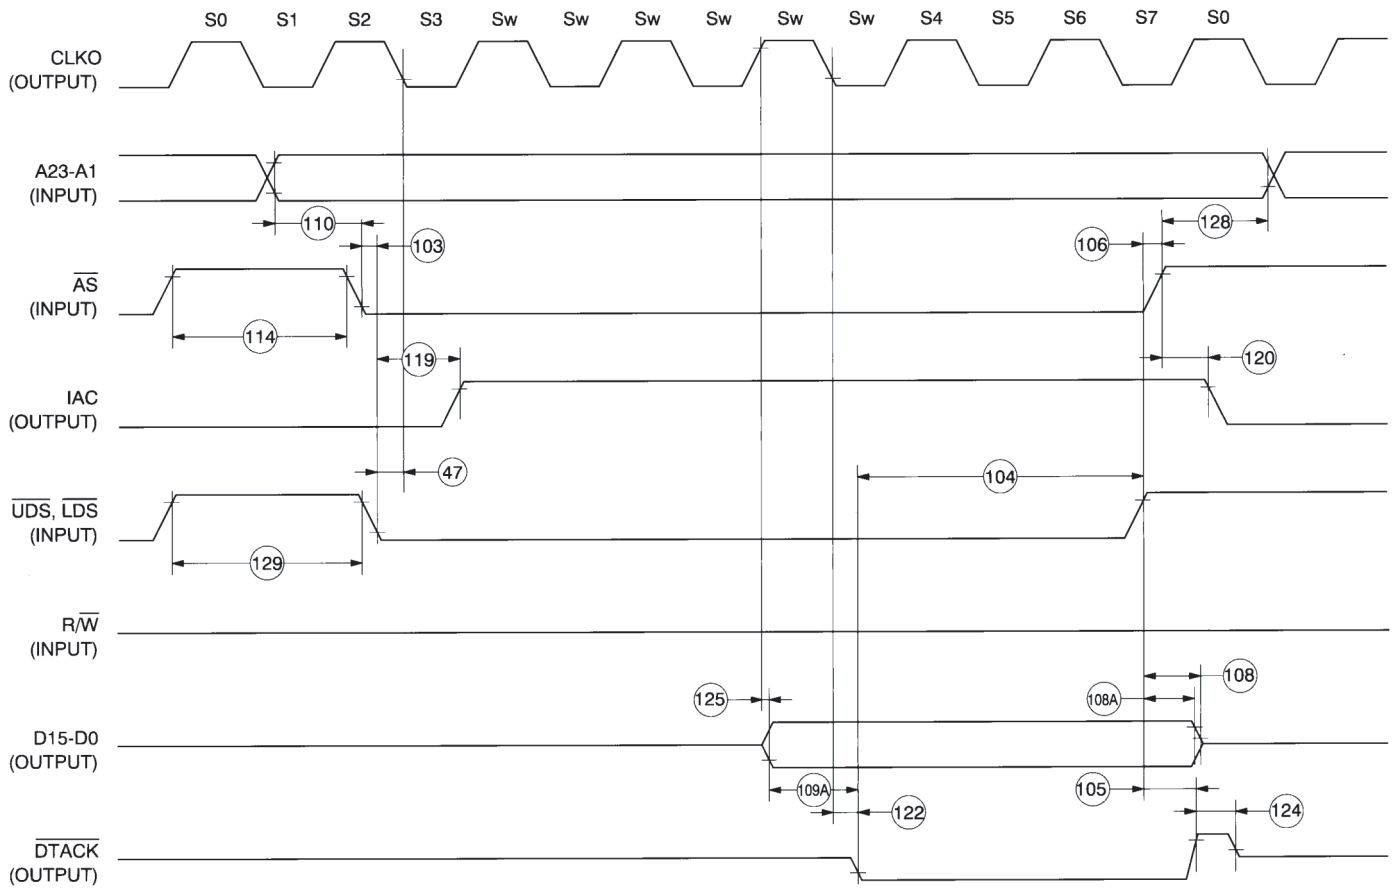 S0 S1 S2 S3 Sw Sw Sw Sw Sw Sw S4 S5 S6 S7 S0
CLKO
(OUTPUT)
A23-A1
(INPUT)
110
128
103
106
AS
(INPUT)
114
119
120
IAC
(OUTPUT)
47
104
UDS, LDS
(INPUT)
129
R/W
(INPUT)
108
125
108A
D15-D0
(OUTPUT)
109A
105
122
124
DTACK
(OUTPUT)